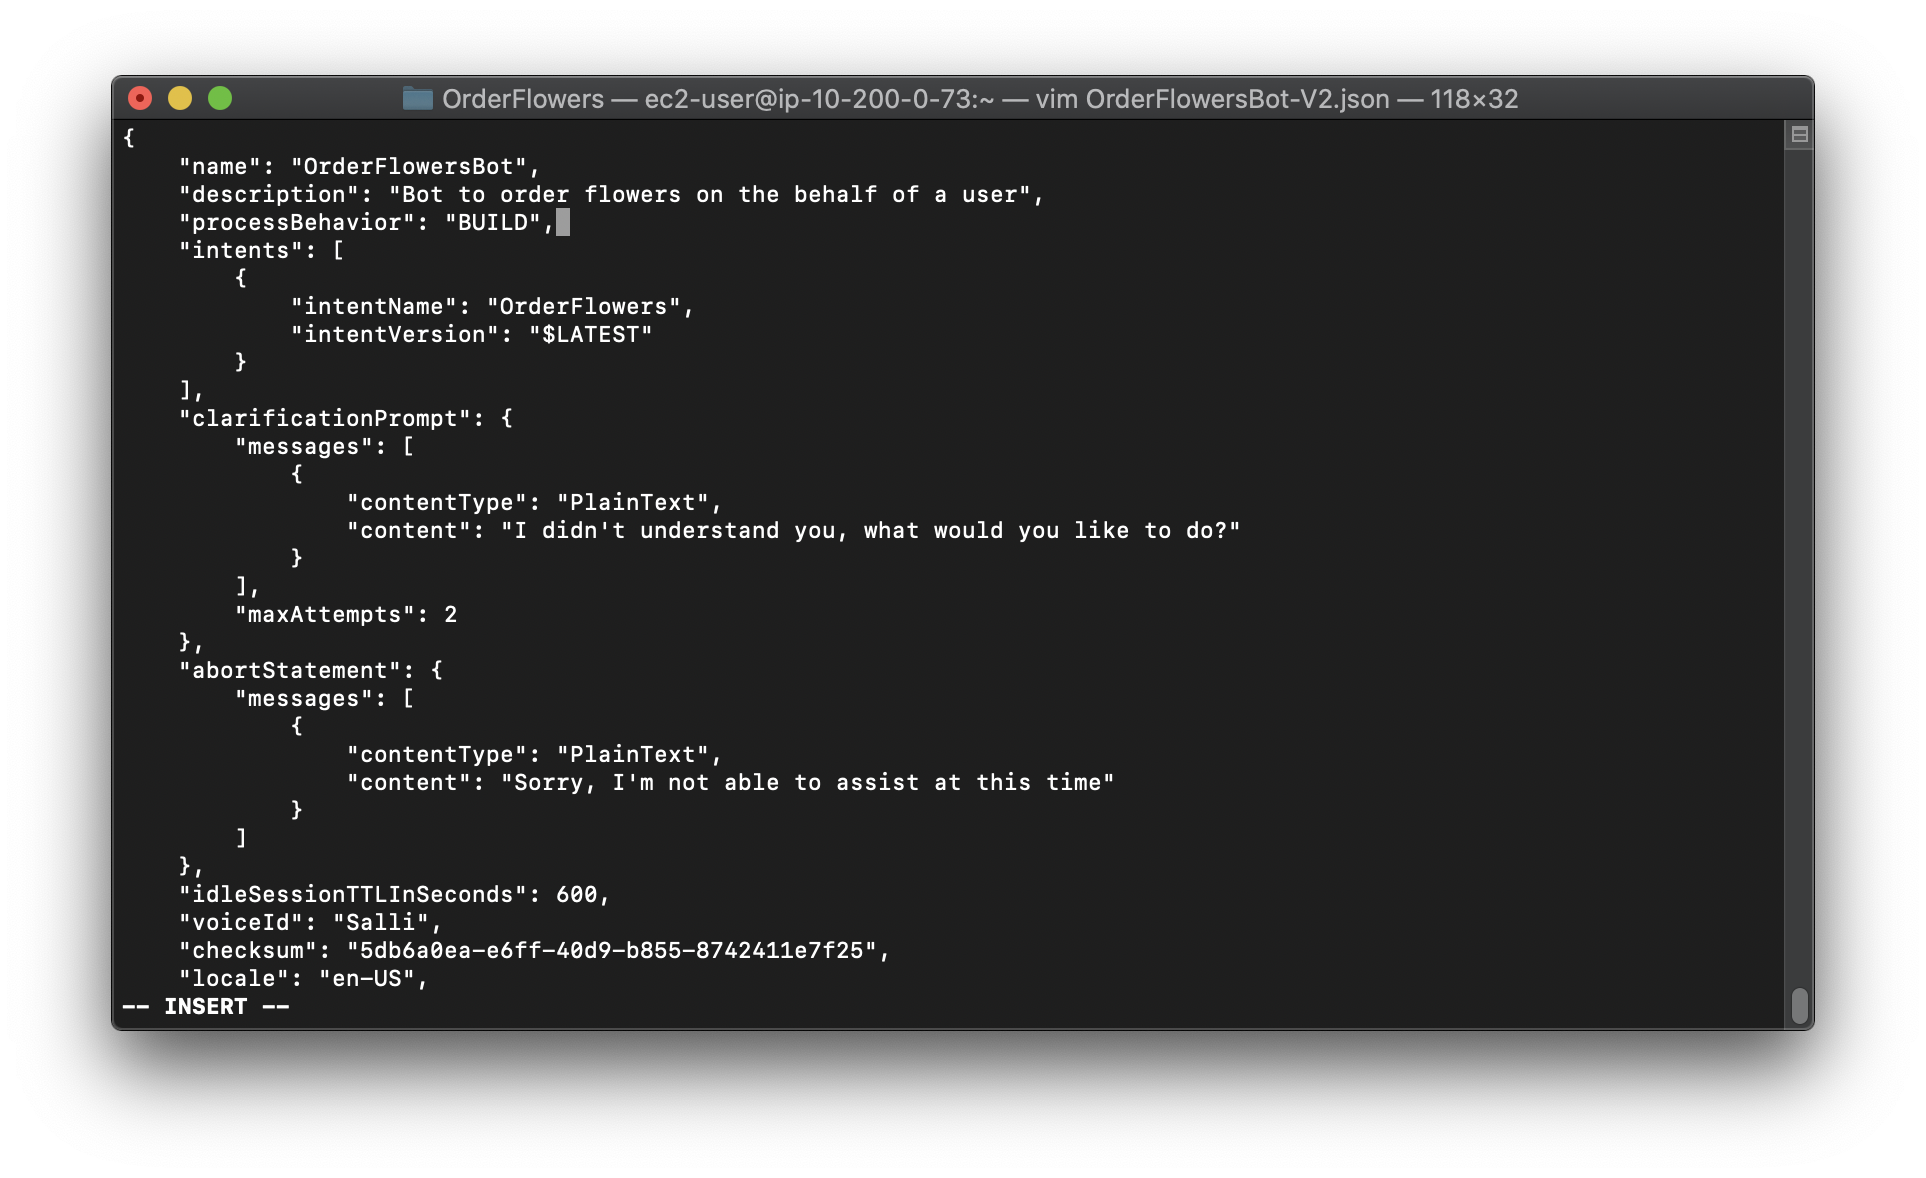 OrderFlowers — ec2-user@ip-10-200-0-73:~ — vim OrderFlowersBot-V2.json — 118×32
{
    "name": "OrderFlowersBot",
    "description": "Bot to order flowers on the behalf of a user",
    "processBehavior": "BUILD",
    "intents": [
        {
            "intentName": "OrderFlowers",
            "intentVersion": "$LATEST"
        }
    ],
    "clarificationPrompt": {
        "messages": [
            {
                "contentType": "PlainText",
                "content": "I didn't understand you, what would you like to do?"
            }
        ],
        "maxAttempts": 2
    },
    "abortStatement": {
        "messages": [
            {
                "contentType": "PlainText",
                "content": "Sorry, I'm not able to assist at this time"
            }
        ]
    },
    "idleSessionTTLInSeconds": 600,
    "voiceId": "Salli",
    "checksum": "5db6a0ea-e6ff-40d9-b855-8742411e7f25",
    "locale": "en-US",
-- INSERT --